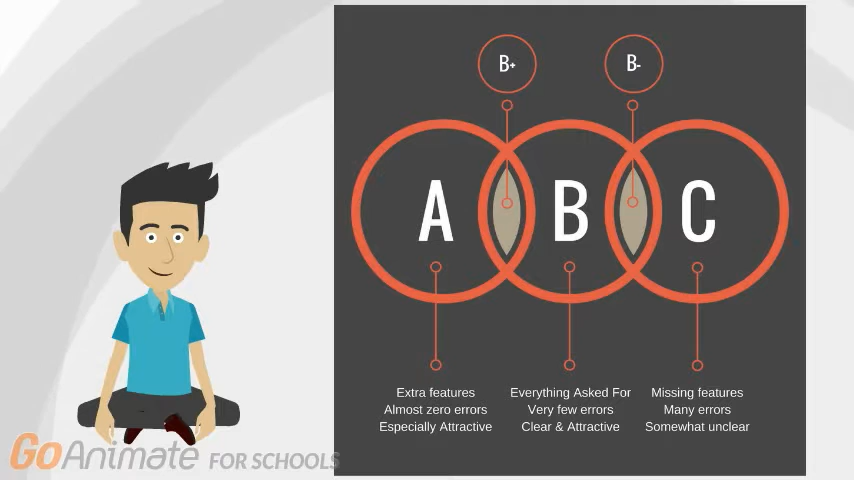 B+
B-
A
B
C
Extra features
Almost zero errors
Especially Attractive
Everything Asked For
Very few errors
Clear & Attractive
Missing features
Many errors
Somewhat unclear
GoAnimate FOR SCHOOLS